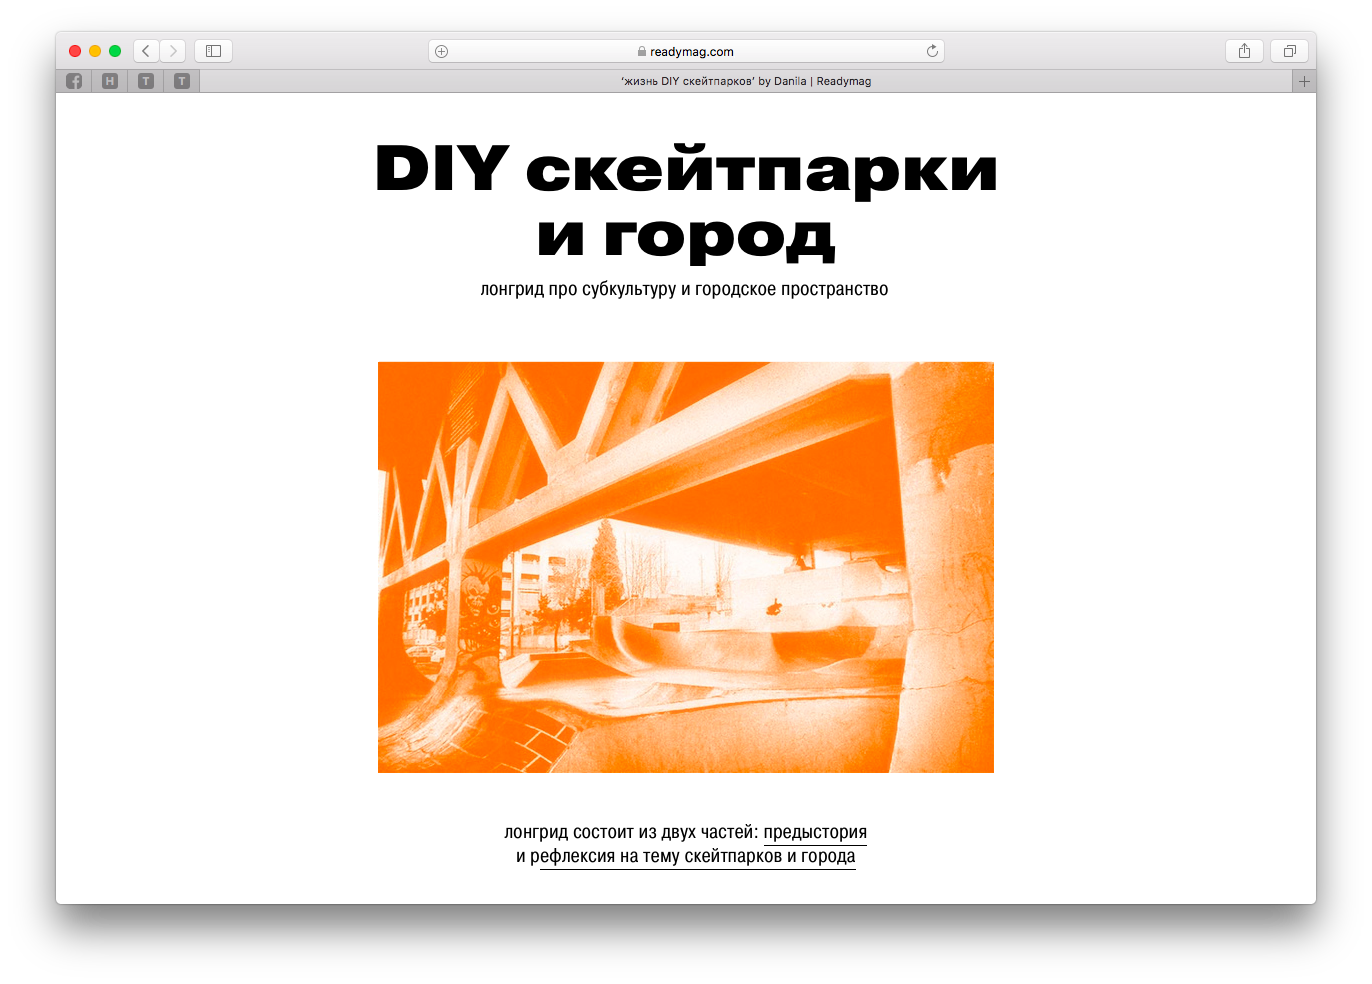 readymag.com
H
T
T
‘жизнь DIY скейтпарков’ by Danila | Readymag
DIY скейтпарки
и город
лонгрид про субкультуру и городское пространство
лонгрид состоит из двух частей: предыстория
и рефлексия на тему скейтпарков и города